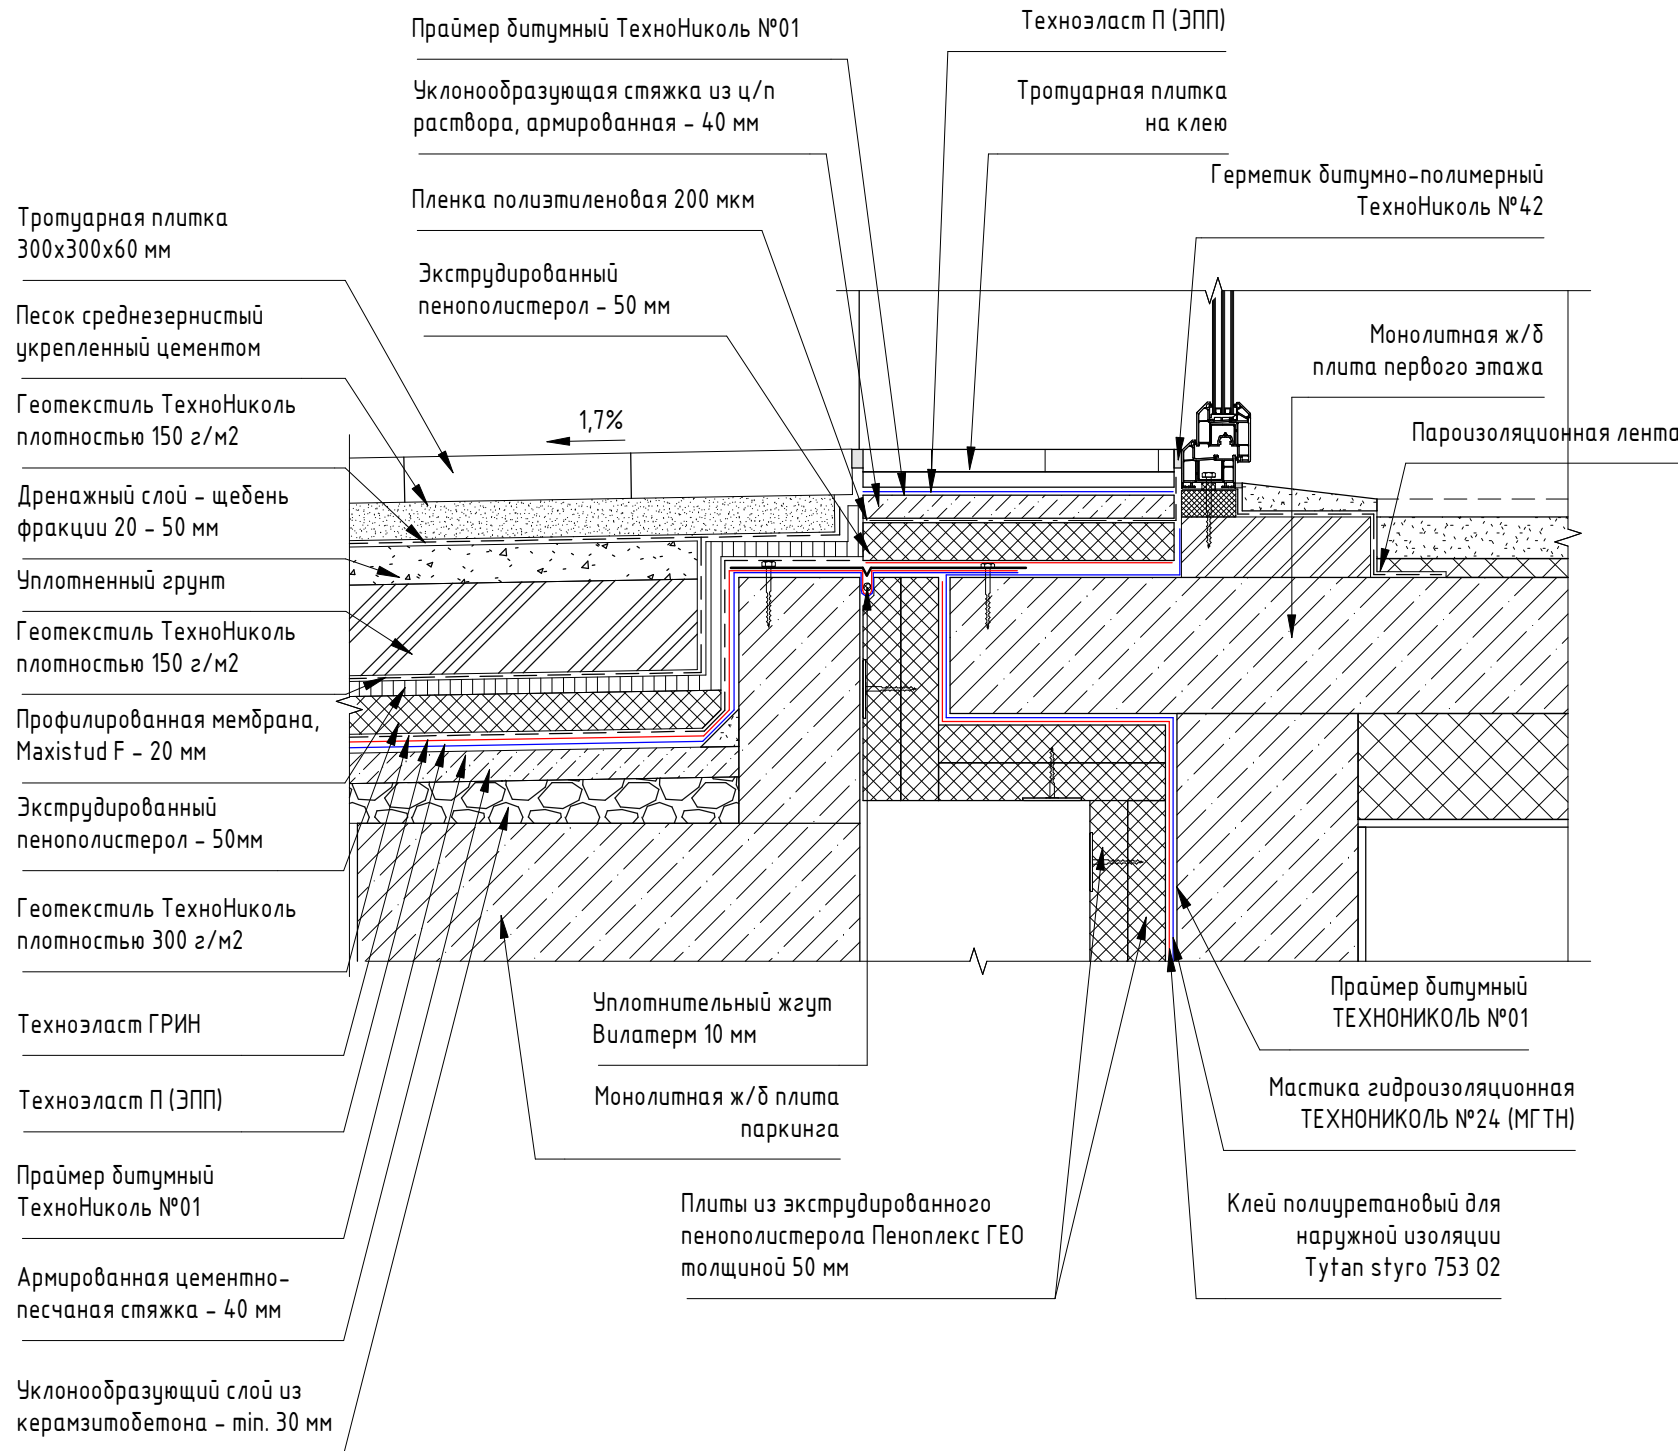 Праймер битумный ТехноНиколь №01
Уклонообразующая стяжка из ц/п
раствора, армированная - 40 мм
Пленка полиэтиленовая 200 мкм
Экструдированный
пенополистерол - 50 мм
Техноэласт П (ЭПП)
Тротуарная плитка
на клею
Герметик битумно-полимерный
ТехноНиколь №42
Монолитная ж/б
плита первого этажа
Пароизоляционная лента
1,7%
Тротуарная плитка
300х300х60 мм
Песок среднезернистый
укрепленный цементом
Геотекстиль ТехноНиколь
плотностью 150 г/м2
Дренажный слой - щебень
фракции 20 - 50 мм
Уплотненный грунт
Геотекстиль ТехноНиколь
плотностью 150 г/м2
Профилированная мембрана,
Maxistud F - 20 мм
Экструдированный
пенополистерол - 50мм
Геотекстиль ТехноНиколь
плотностью 300 г/м2
Техноэласт ГРИН
Техноэласт П (ЭПП)
Праймер битумный
ТехноНиколь №01
Армированная цементно-
песчаная стяжка - 40 мм
Уклонообразующий слой из
керамзитобетона - min. 30 мм
Уплотнительный жгут
Вилатерм 10 мм
Монолитная ж/б плита
паркинга
Плиты из экструдированного
пенополистерола Пеноплекс ГЕО
толщиной 50 мм
Праймер битумный
ТЕХНОНИКОЛЬ №01
Мастика гидроизоляционная
ТЕХНОНИКОЛЬ №24 (МГТН)
Клей полиуретановый для
наружной изоляции
Tytan styro 753 O2